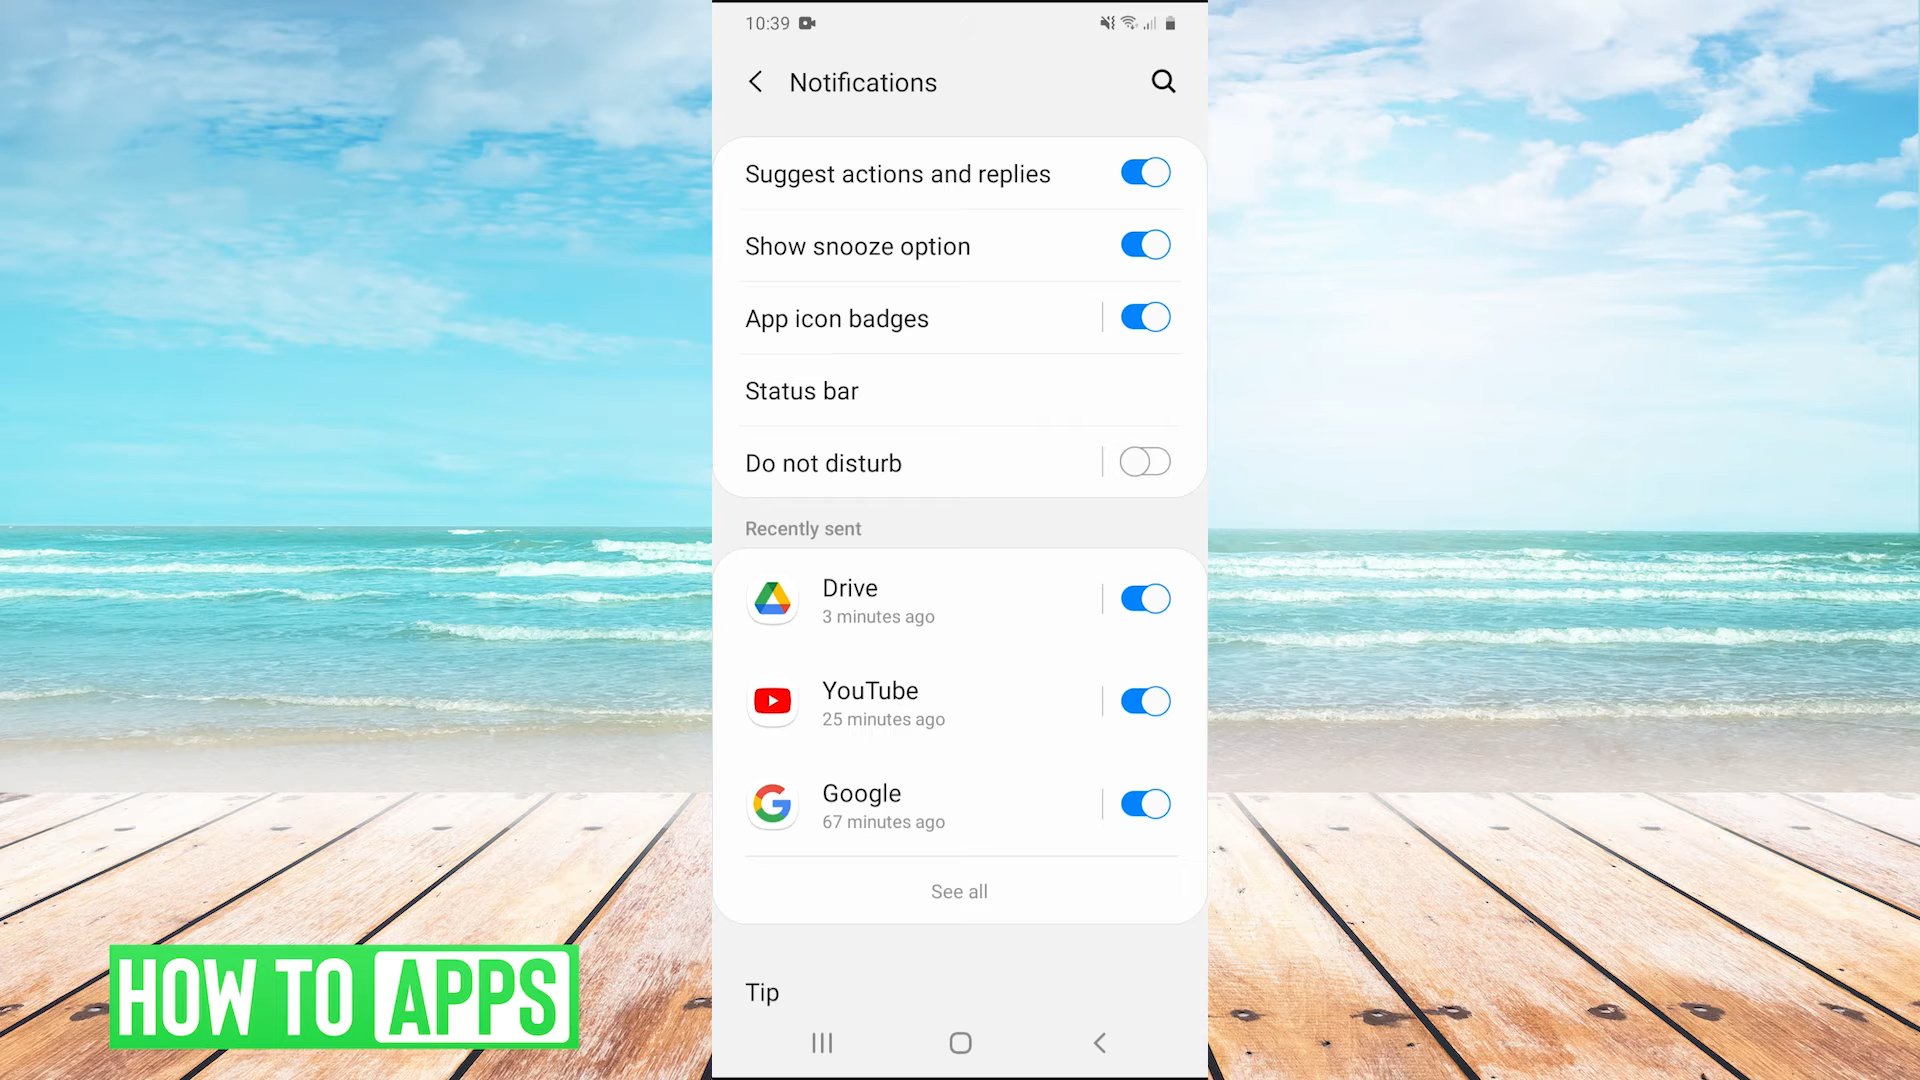 10:39
Notifications
Suggest actions and replies
Show snooze option
App icon badges
Status bar
Do not disturb
Recently sent
Drive
3 minutes ago
YouTube
25 minutes ago
Google
67 minutes ago
See all
Tip
HOW TO APPS